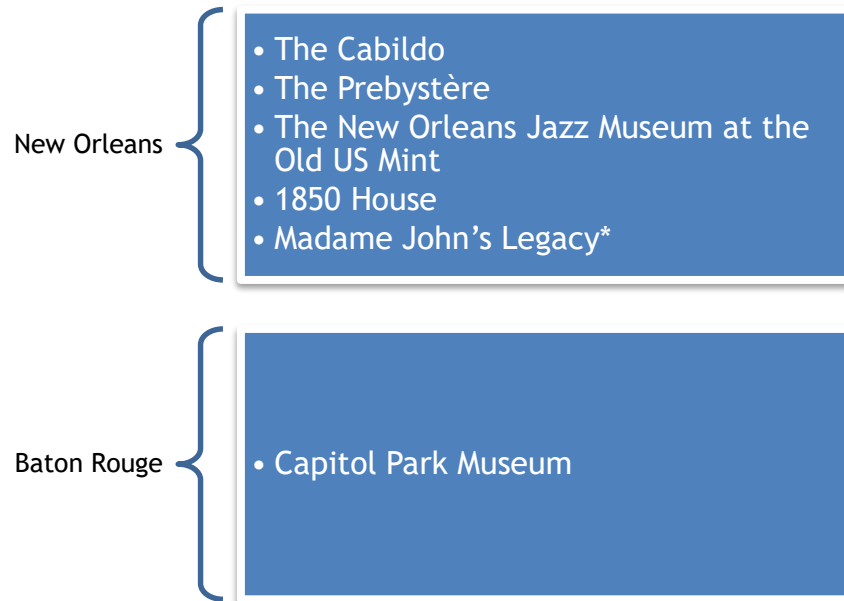 New Orleans
• The Cabildo
• The Prebystère
• The New Orleans Jazz Museum at the
Old US Mint
• 1850 House
• Madame John’s Legacy*
Baton Rouge
• Capitol Park Museum